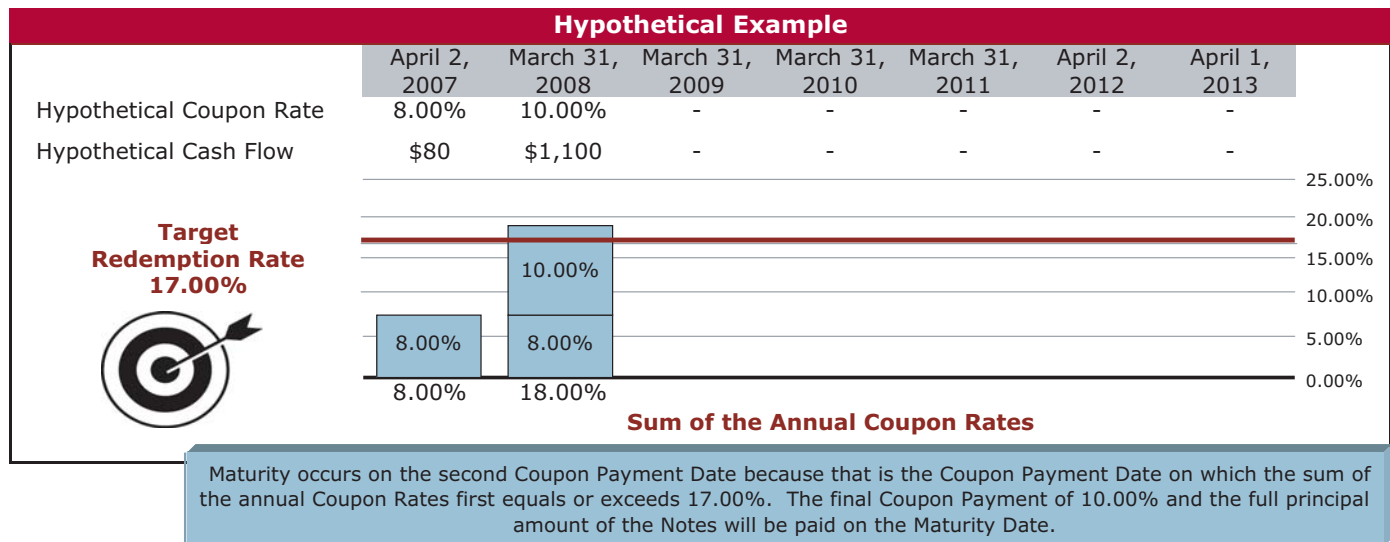 Hypothetical Example
April 2, March 31, March 31, March 31, March 31, April 2, April 1,
2007 2008 2009 2010 2011 2012 2013
Hypothetical Coupon Rate 8.00% 10.00% - - - - -
Hypothetical Cash Flow $80 $1,100 - - - - -
25.00%
20.00%
Target
Redemption Rate
17.00%
15.00%
10.00%
10.00%
5.00%
8.00% 8.00%
0.00%
8.00% 18.00%
Sum of the Annual Coupon Rates
Maturity occurs on the second Coupon Payment Date because that is the Coupon Payment Date on which the sum of
the annual Coupon Rates first equals or exceeds 17.00%. The final Coupon Payment of 10.00% and the full principal
amount of the Notes will be paid on the Maturity Date.